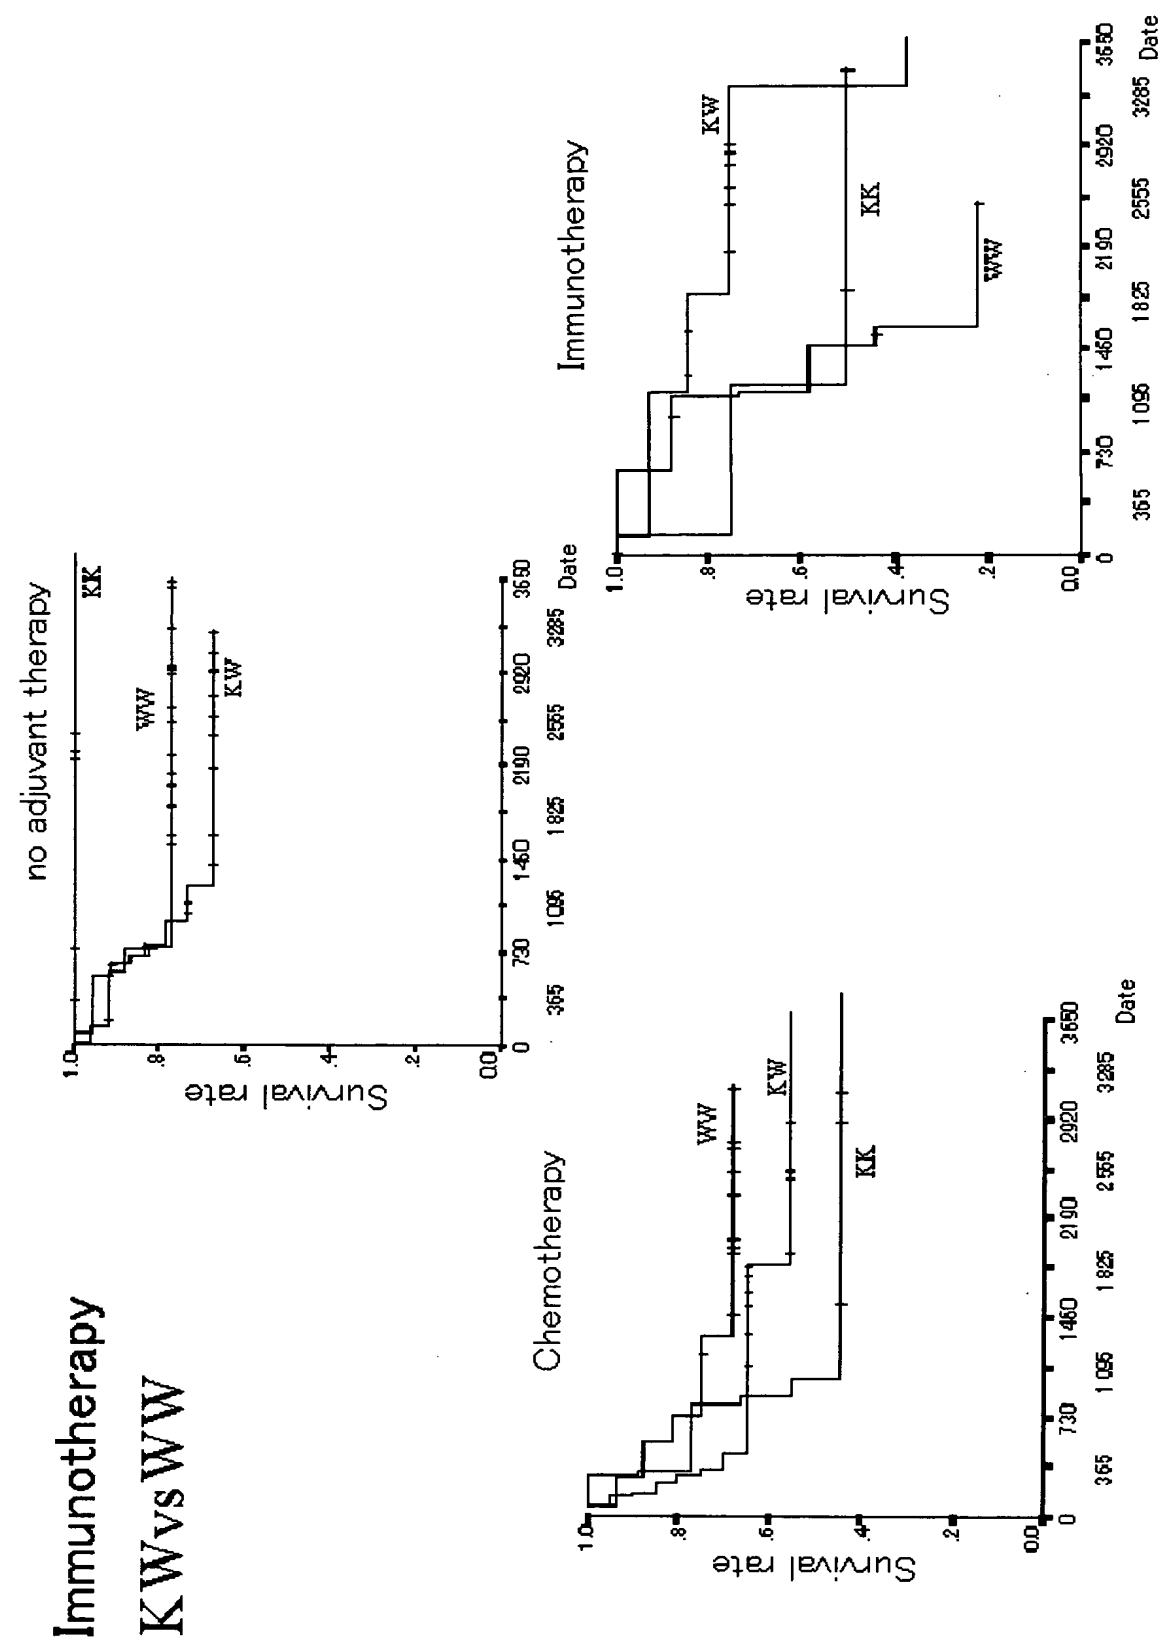 Immunotherapy
KW vs WW
no adjuvant therapy
KK
WW
KW
Survival rate
1.0
.8
.6
.4
.2
0.0
0
365
730
1095
1460
1825
2190
2555
2920
3285
3650
Date
Chemotherapy
WW
KW
KK
Survival rate
1.0
.8
.6
.4
.2
0.0
0
365
730
1095
1460
1825
2190
2555
2920
3285
3650
Date
Immunotherapy
KW
KK
WW
Survival rate
1.0
.8
.6
.4
.2
0.0
0
365
730
1095
1460
1825
2190
2555
2920
3285
3650
Date